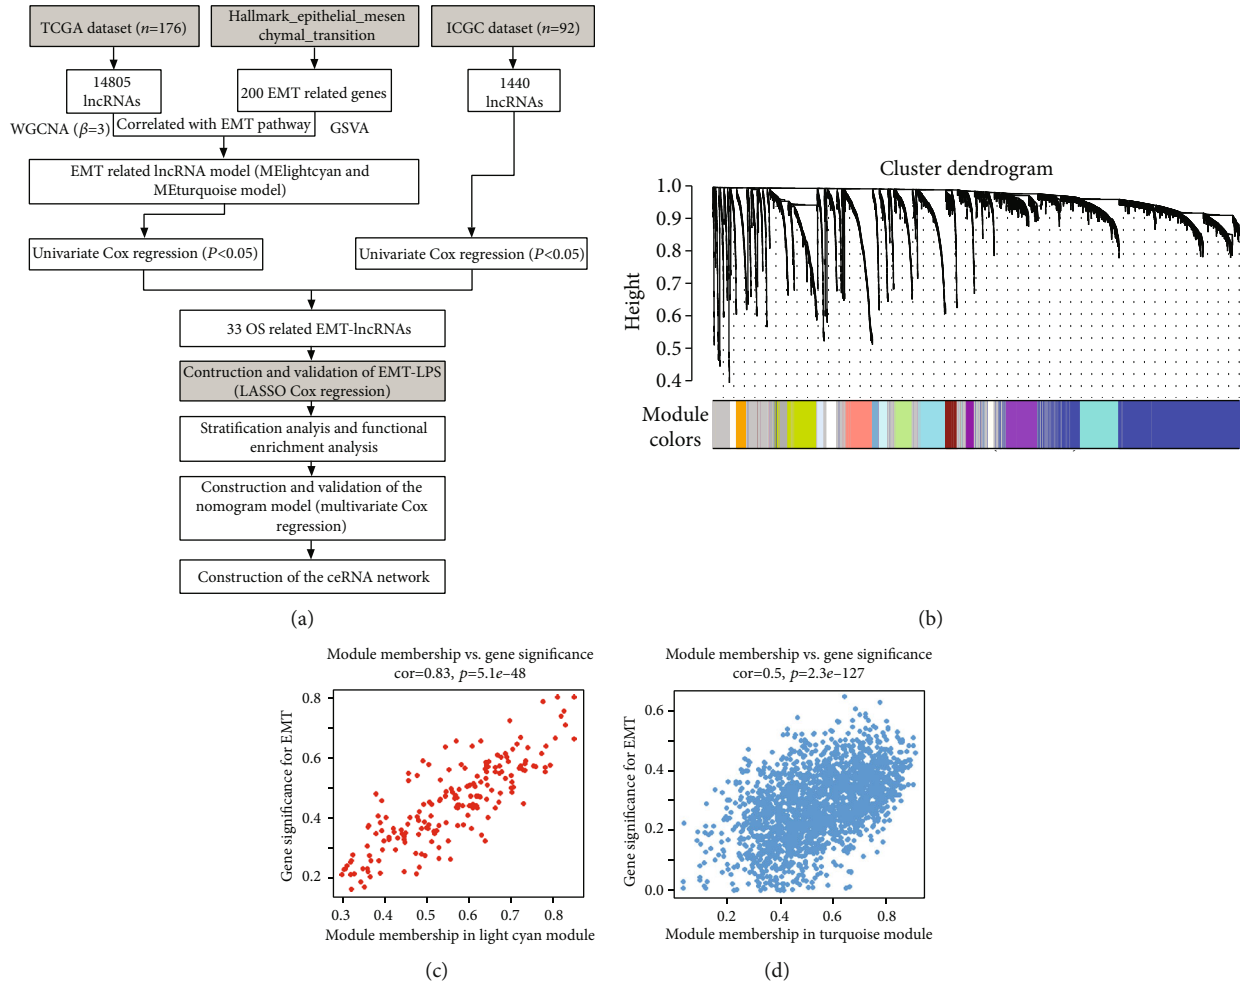 TCGA dataset (n=176)
Hallmark_epithelial_mesen
chymal_transition
ICGC dataset (n=92)
14805
lncRNAs
200 EMT related genes
1440
lncRNAs
WGCNA (β=3)
Correlated with EMT pathway
GSVA
EMT related lncRNA model (MElightcyan and
MEturquoise model)
Univariate Cox regression (P<0.05)
Univariate Cox regression (P<0.05)
33 OS related EMT-lncRNAs
Contruction and validation of EMT-LPS
(LASSO Cox regression)
Stratification analyis and functional
enrichment analysis
Construction and validation of the
nomogram model (multivariate Cox
regression)
Construction of the ceRNA network
(a)
Cluster dendrogram
Height
1.0
0.9
0.8
0.7
0.6
0.5
0.4
Module
colors
(b)
Module membership vs. gene significance
cor=0.83, p=5.1e–48
Gene significance for EMT
0.8
0.6
0.4
0.2
0.3 0.4 0.5 0.6 0.7 0.8
Module membership in light cyan module
(c)
Module membership vs. gene significance
cor=0.5, p=2.3e–127
Gene significance for EMT
0.6
0.4
0.2
0.0
0.2 0.4 0.6 0.8
Module membership in turquoise module
(d)